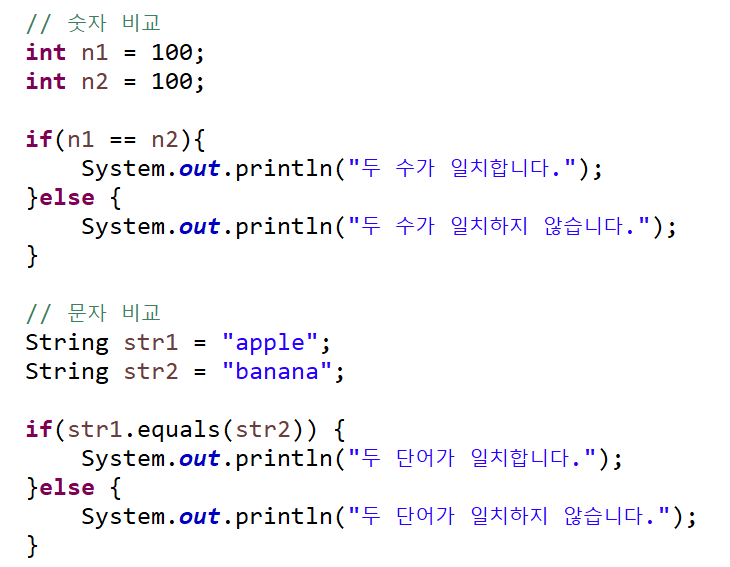 // 숫자 비교
int n1 = 100;
int n2 = 100;
if(n1 == n2){
System.out.println("두 수가 일치합니다.");
}else {
System.out.println("두 수가 일치하지 않습니다.");
}
// 문자 비교
String str1 = "apple";
String str2 = "banana";
if(str1.equals(str2)) {
System.out.println("두 단어가 일치합니다.");
}else {
System.out.println("두 단어가 일치하지 않습니다.");
}